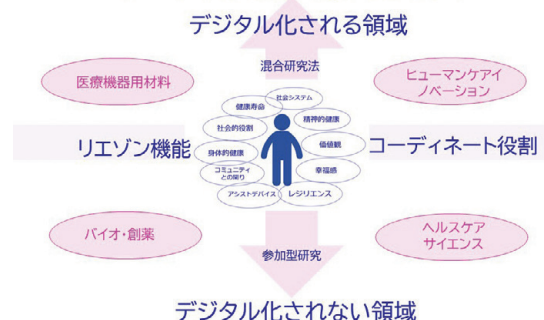 デジタル化される領域
混合研究法
医療機器用材料
ヒューマンケアイ
ノベーション
社会システム
健康寿命
精神的健康
社会的役割
価値観
リエゾン機能
コーディネート役割
身体的健康
幸福感
コミュニティ
との関り
アシストデバイス
レジリエンス
バイオ・創薬
ヘルスケア
サイエンス
参加型研究
デジタル化されない領域